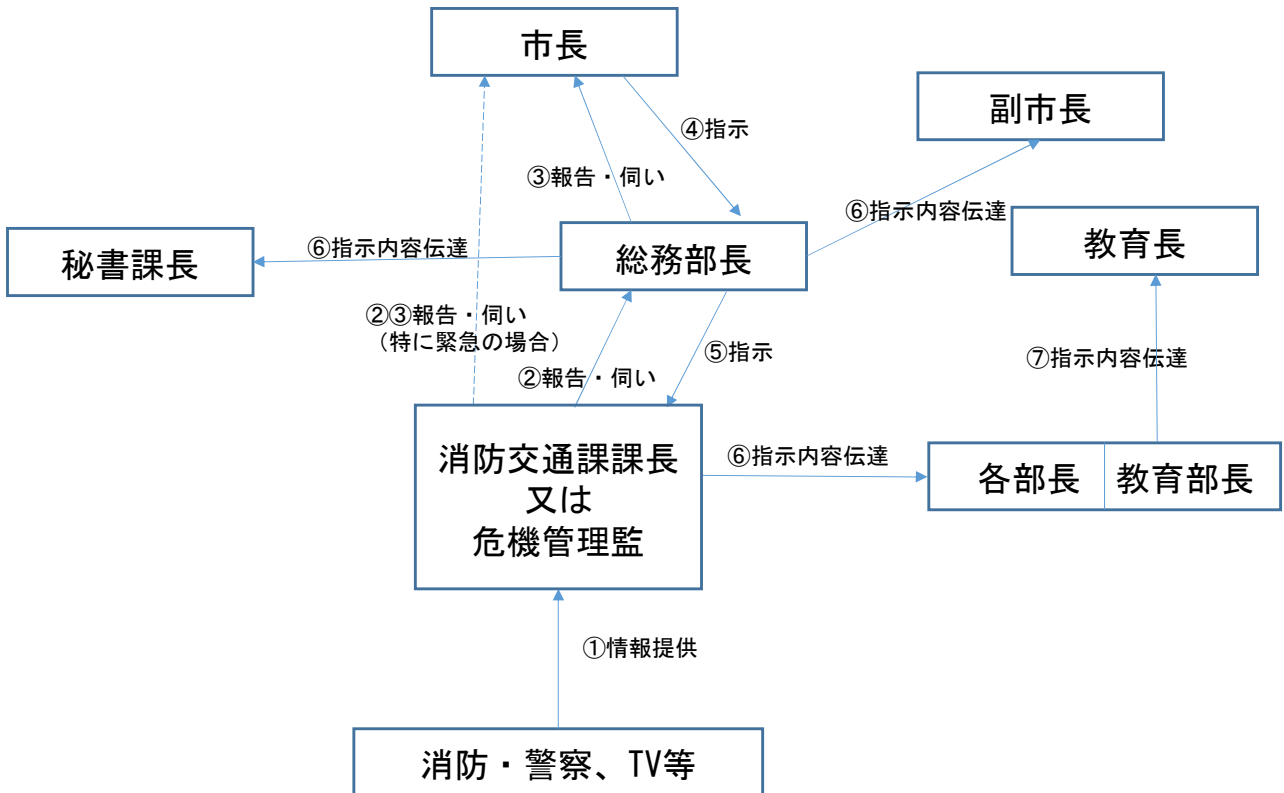 市長
副市長
④指示
③報告・伺い
⑥指示内容伝達
教育長
秘書課長
⑥指示内容伝達
総務部長
②③報告・伺い
（特に緊急の場合）
⑤指示
⑦指示内容伝達
②報告・伺い
消防交通課課長
又は
危機管理監
⑥指示内容伝達
各部長
教育部長
①情報提供
消防・警察、TV等